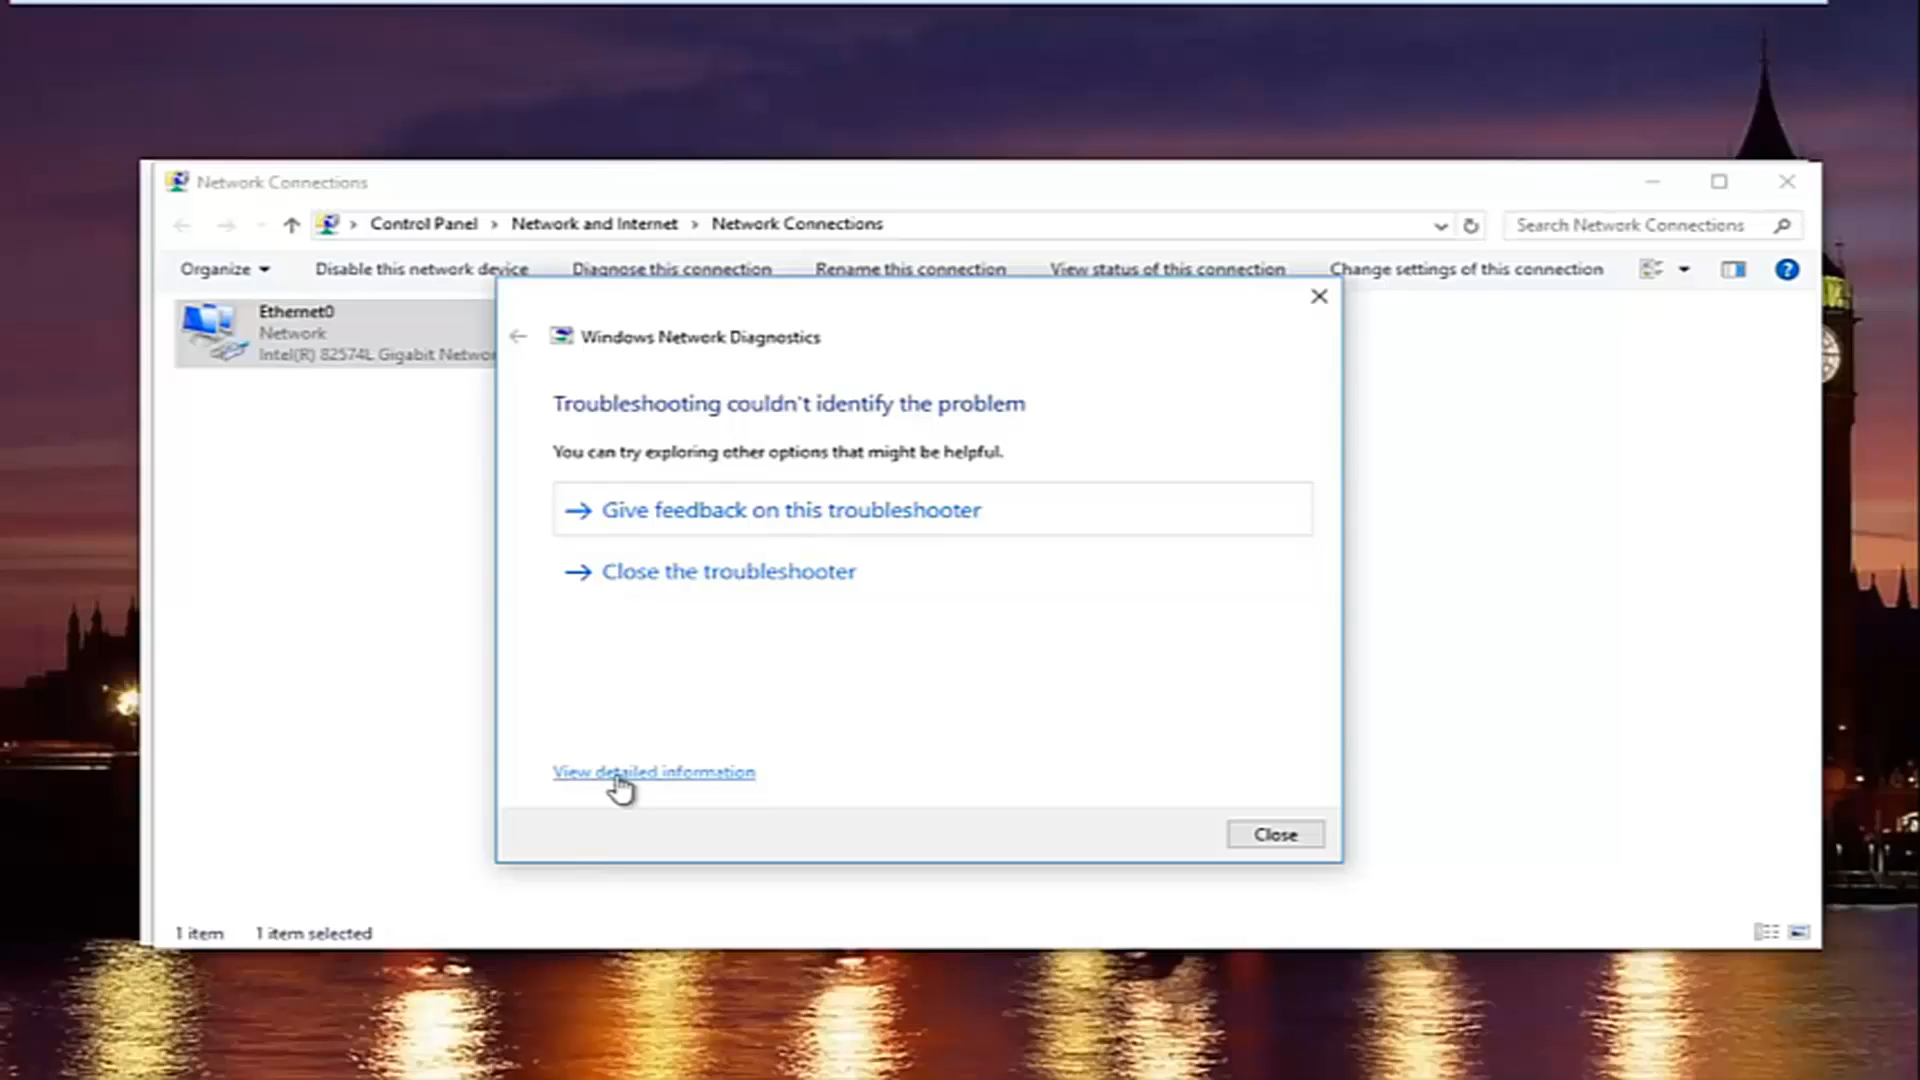 Network Connections
Control Panel > Network and Internet > Network Connections
Search Network Connections
Organize Disable this network device Diagnose this connection Rename this connection View status of this connection Change settings of this connection
Ethernet0
Network
Intel(R) 82574L Gigabit Networ
Windows Network Diagnostics
Troubleshooting couldn't identify the problem
You can try exploring other options that might be helpful.
Give feedback on this troubleshooter
Close the troubleshooter
View detailed information
Close
1 item 1 item selected